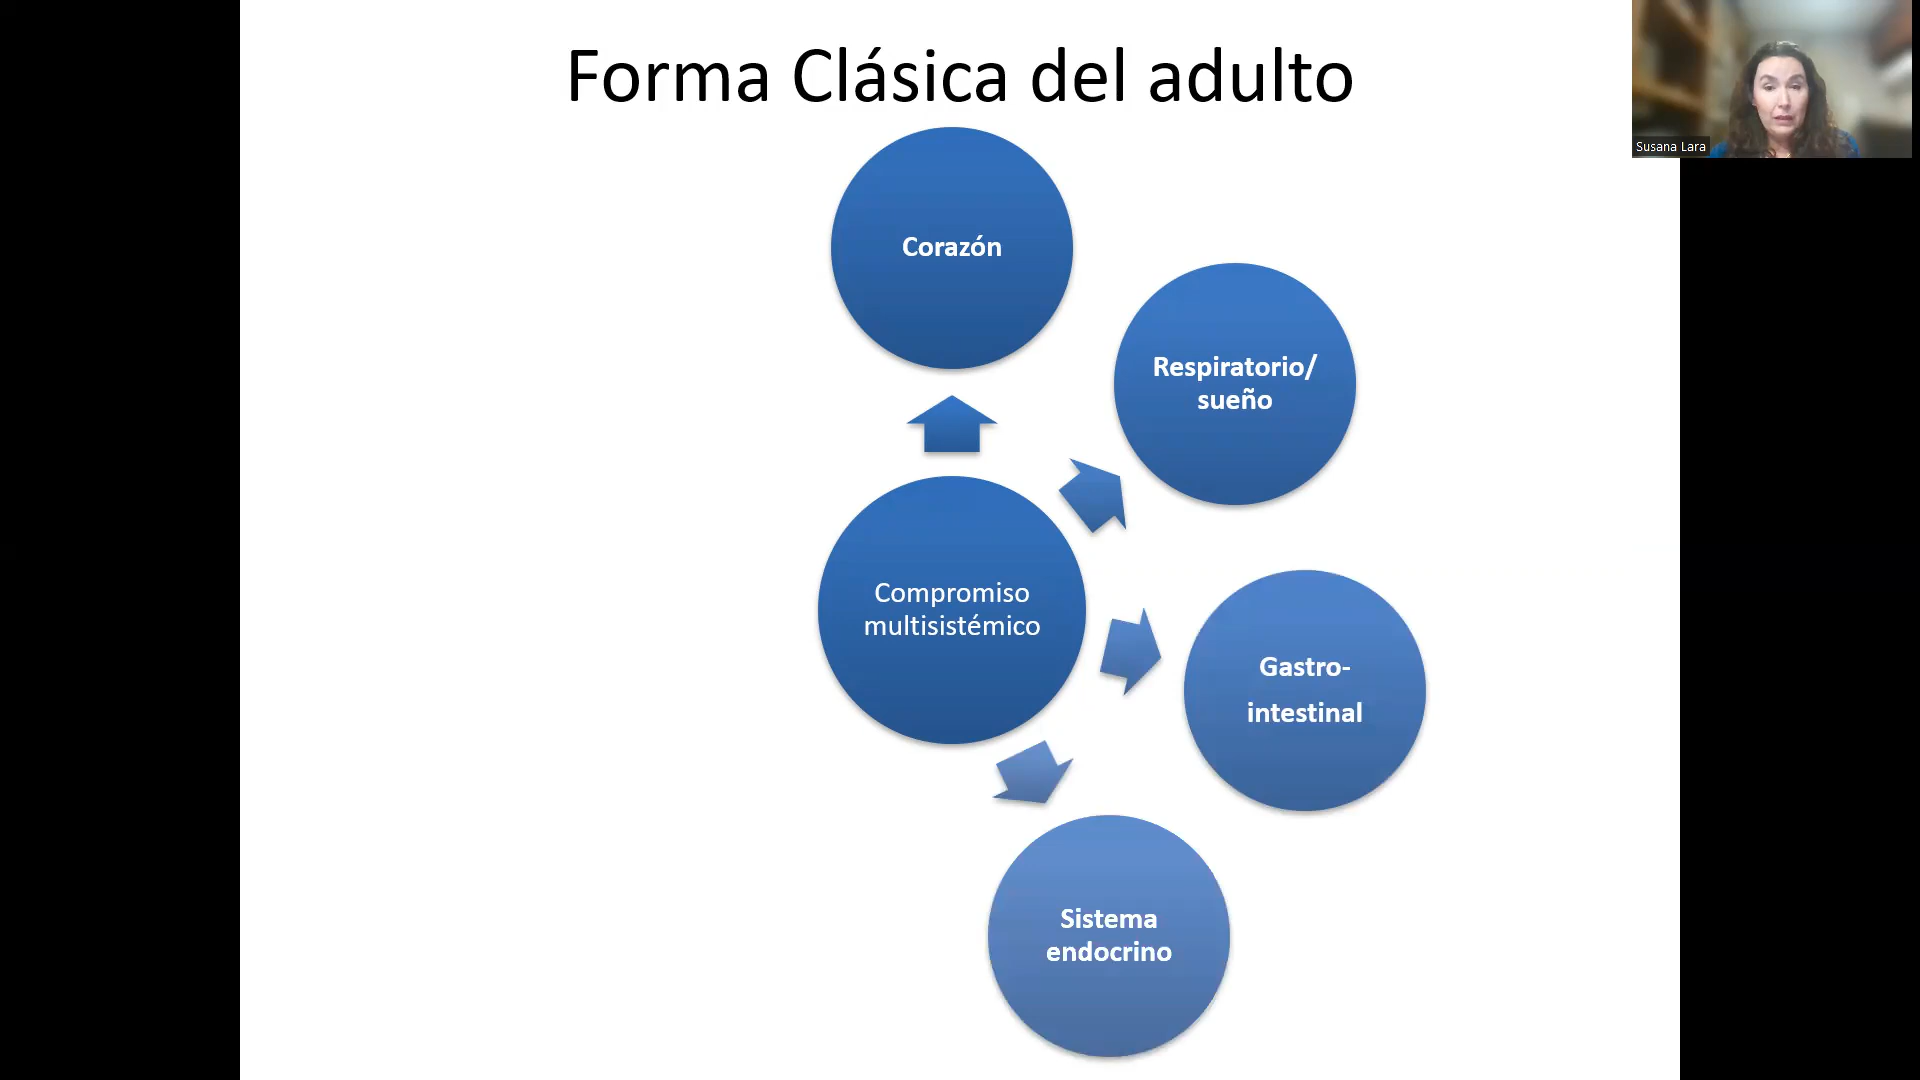 Forma Clásica del adulto
Susana Lara
Corazón
Respiratorio/
sueño
Compromiso
multisistémico
Gastro-
intestinal
Sistema
endocrino